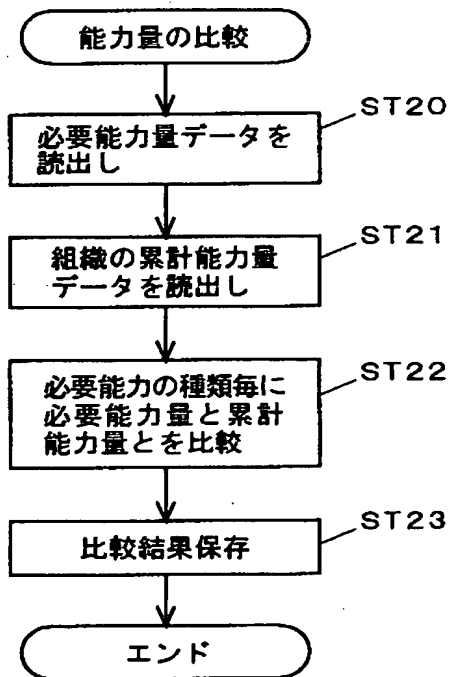 能力量の比較
ST20
必要能力量データを
読出し
ST21
組織の累計能力量
データを読出し
ST22
必要能力の種類毎に
必要能力量と累計
能力量とを比較
ST23
比較結果保存
エンド